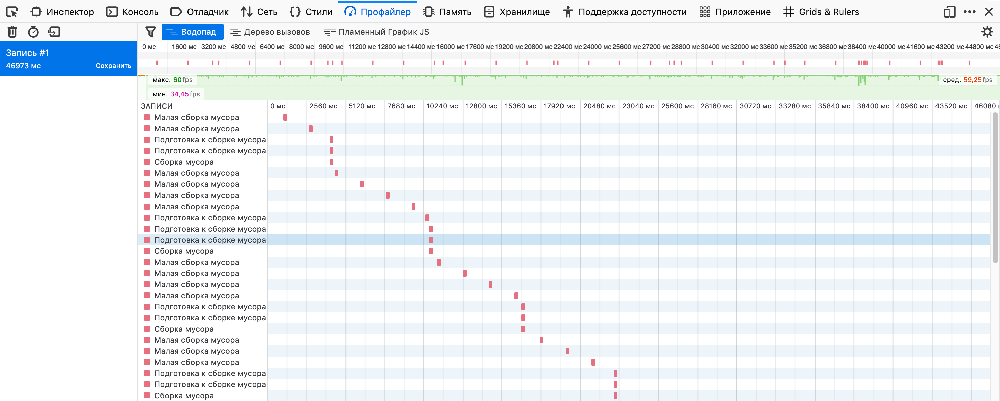 Инспектор Консоль Отладчик Сеть Стили Профайлер Память Хранилище Поддержка доступности Приложение Grids & Rulers
Водопад Дерево вызовов Пламенный График JS
Запись #1
46973 мс Сохранить
0 мс 1600 мс 3200 мс 4800 мс 6400 мс 8000 мс 9600 мс 11200 мс 12800 мс 14400 мс 16000 мс 17600 мс 19200 мс 20800 мс 22400 мс 24000 мс 25600 мс 27200 мс 28800 мс 30400 мс 32000 мс 33600 мс 35200 мс 36800 мс 38400 мс 40000 мс 41600 мс 43200 мс 44800 мс 46
макс. 60 fps сред. 59,25 fps
мин. 34,45 fps
ЗАПИСИ 0 мс 2560 мс 5120 мс 7680 мс 10240 мс 12800 мс 15360 мс 17920 мс 20480 мс 23040 мс 25600 мс 28160 мс 30720 мс 33280 мс 35840 мс 38400 мс 40960 мс 43520 мс 46080
Малая сборка мусора
Малая сборка мусора
Подготовка к сборке мусора
Подготовка к сборке мусора
Сборка мусора
Малая сборка мусора
Малая сборка мусора
Малая сборка мусора
Малая сборка мусора
Подготовка к сборке мусора
Подготовка к сборке мусора
Подготовка к сборке мусора
Сборка мусора
Малая сборка мусора
Малая сборка мусора
Малая сборка мусора
Малая сборка мусора
Подготовка к сборке мусора
Подготовка к сборке мусора
Сборка мусора
Малая сборка мусора
Малая сборка мусора
Малая сборка мусора
Подготовка к сборке мусора
Подготовка к сборке мусора
Сборка мусора